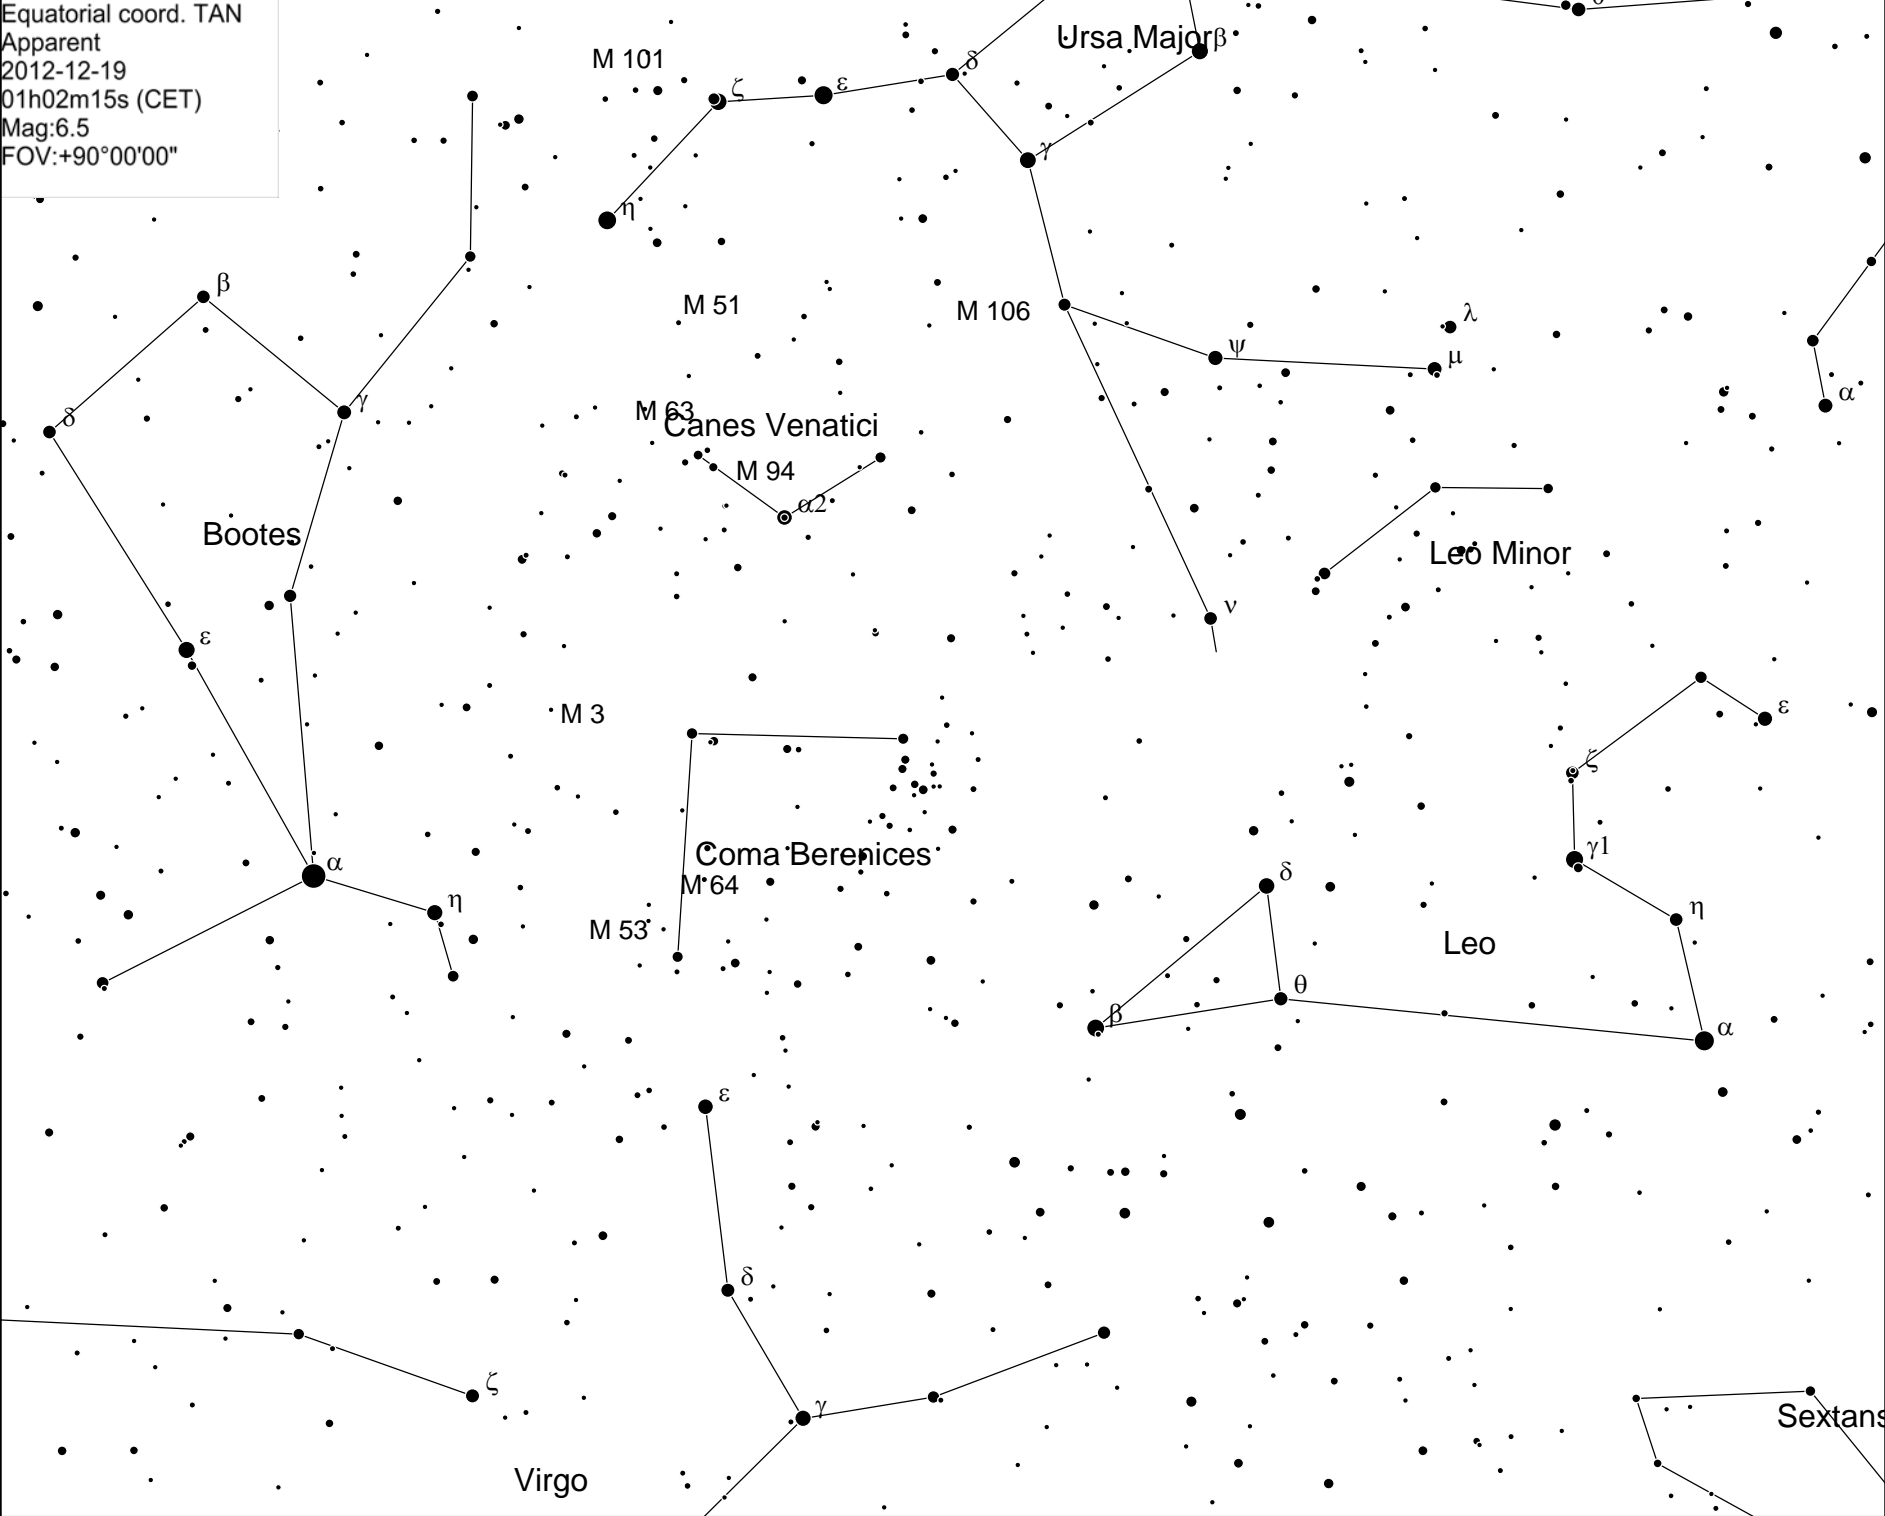 Equatorial coord. TAN
Apparent
2012-12-19
01h02m15s (CET)
Mag:6.5
FOV:+90°00'00"
Ursa Major β
M 101
δ
ζ
ε
γ
η
β
M 51
M 106
λ
ψ
μ
α
δ
γ
M 63
Canes Venatici
M 94
α2
Bootes
Leo Minor
ν
ε
M 3
ε
ζ
γ1
Coma Berenices
α
δ
M 64
η
η
M 53
Leo
θ
β
α
ε
δ
ζ
γ
Sextans
Virgo